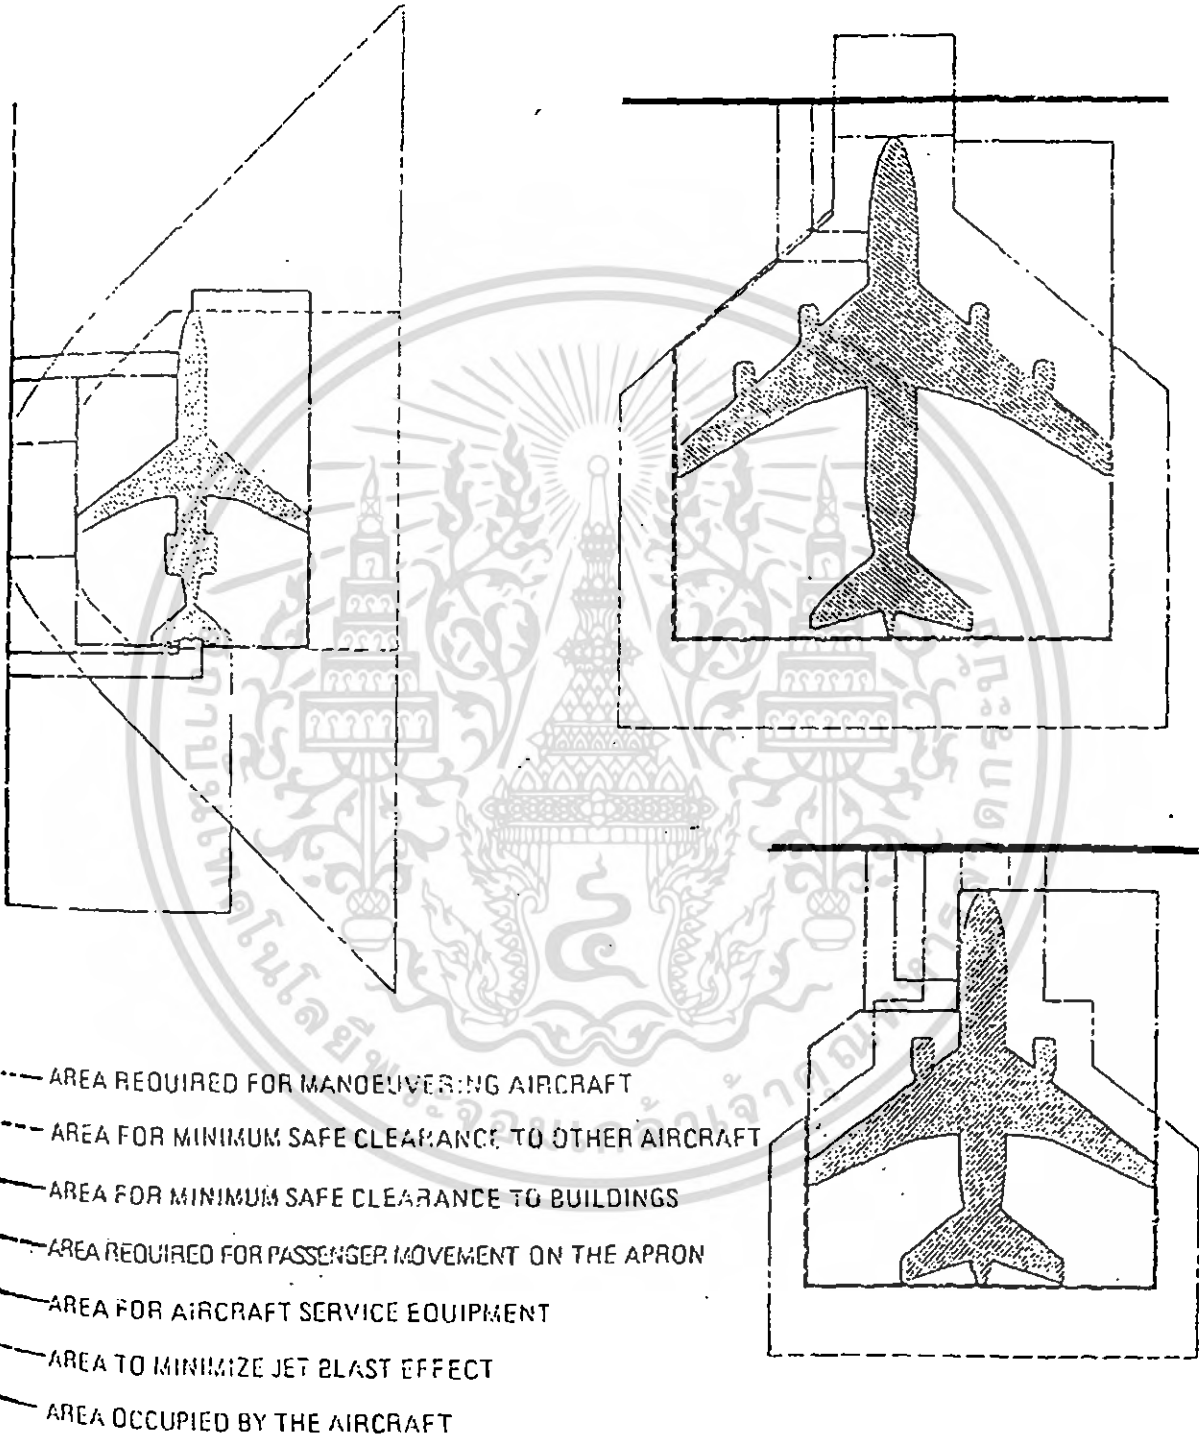 AREA REQUIRED FOR MANOEUVERING AIRCRAFT
AREA FOR MINIMUM SAFE CLEARANCE TO OTHER AIRCRAFT
AREA FOR MINIMUM SAFE CLEARANCE TO BUILDINGS
AREA REQUIRED FOR PASSENGER MOVEMENT ON THE APRON
AREA FOR AIRCRAFT SERVICE EQUIPMENT
AREA TO MINIMIZE JET BLAST EFFECT
AREA OCCUPIED BY THE AIRCRAFT